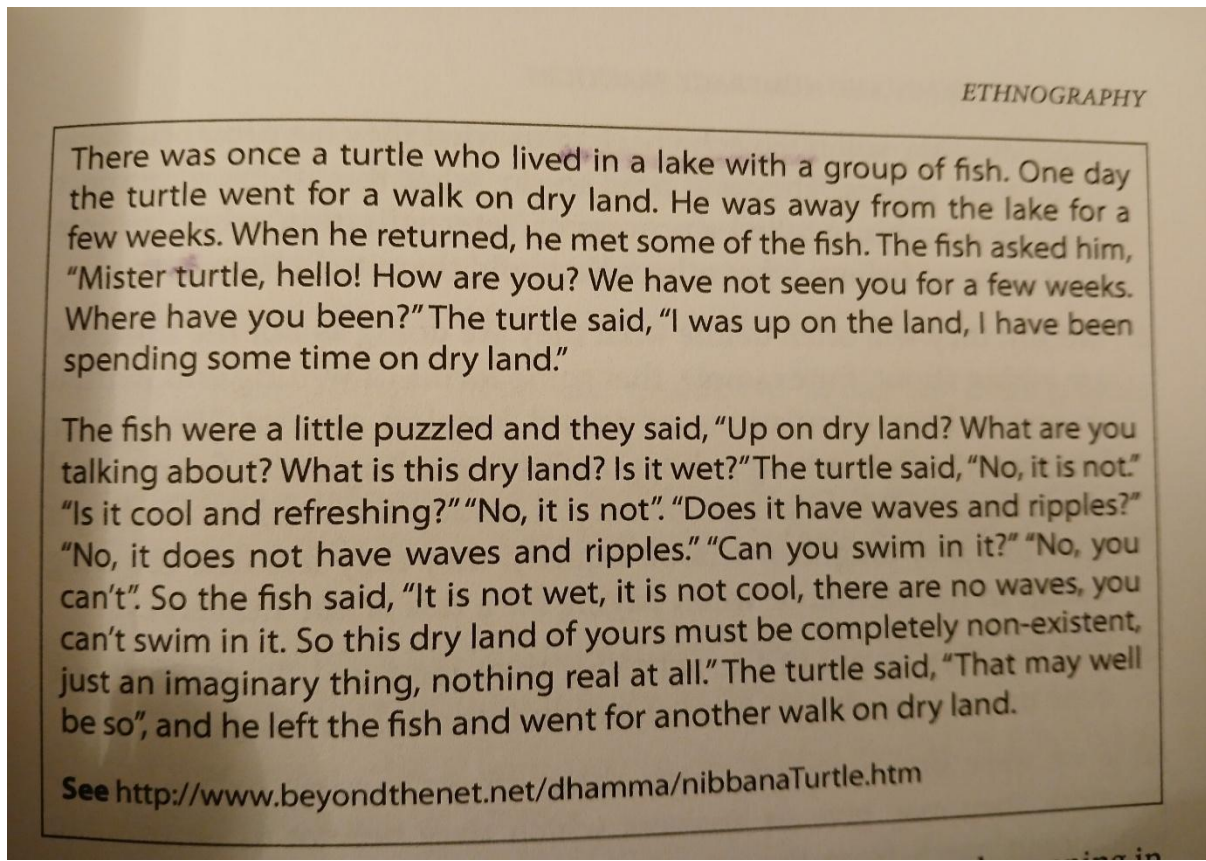 ETHNOGRAPHY
There was once a turtle who lived in a lake with a group of fish. One day
the turtle went for a walk on dry land. He was away from the lake for a
few weeks. When he returned, he met some of the fish. The fish asked him,
“Mister turtle, hello! How are you? We have not seen you for a few weeks.
Where have you been?” The turtle said, “I was up on the land, I have been
spending some time on dry land.”
The fish were a little puzzled and they said, “Up on dry land? What are you
talking about? What is this dry land? Is it wet?” The turtle said, “No, it is not.”
“Is it cool and refreshing?” “No, it is not”. “Does it have waves and ripples?”
“No, it does not have waves and ripples.” “Can you swim in it?” “No, you
can’t”. So the fish said, “It is not wet, it is not cool, there are no waves, you
can’t swim in it. So this dry land of yours must be completely non-existent,
just an imaginary thing, nothing real at all.” The turtle said, “That may well
be so”, and he left the fish and went for another walk on dry land.
See http://www.beyondthenet.net/dhamma/nibbanaTurtle.htm
in